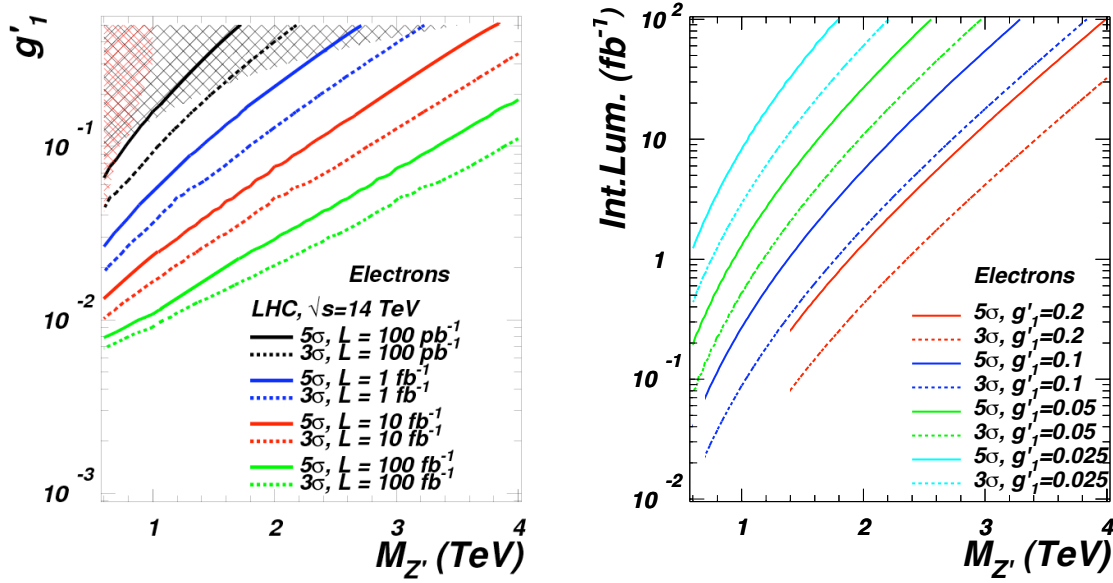 g'1
10 -1
10 -2
10 -3
1
2
3
4
M Z' (TeV)
Electrons
LHC, √s=14 TeV
5σ, L = 100 pb-1
3σ, L = 100 pb-1
5σ, L = 1 fb-1
3σ, L = 1 fb-1
5σ, L = 10 fb-1
3σ, L = 10 fb-1
5σ, L = 100 fb-1
3σ, L = 100 fb-1
Int.Lum. (fb-1)
10 2
10
1
10 -1
10 -2
1
2
3
4
M Z' (TeV)
Electrons
5σ, g'1=0.2
3σ, g'1=0.2
5σ, g'1=0.1
3σ, g'1=0.1
5σ, g'1=0.05
3σ, g'1=0.05
5σ, g'1=0.025
3σ, g'1=0.025